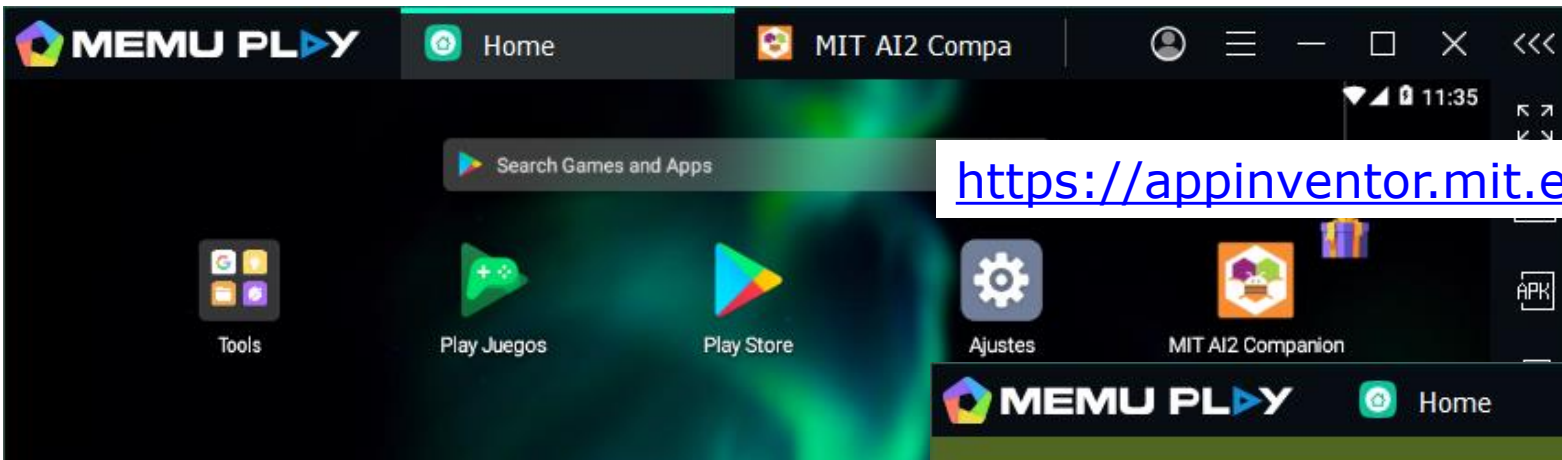 MEMU PLAY Home MIT AI2 Compa
11:35
Search Games and Apps
https://appinventor.mit.e
APK
Tools Play Juegos Play Store Ajustes MIT AI2 Companion
MEMU PLAY Home